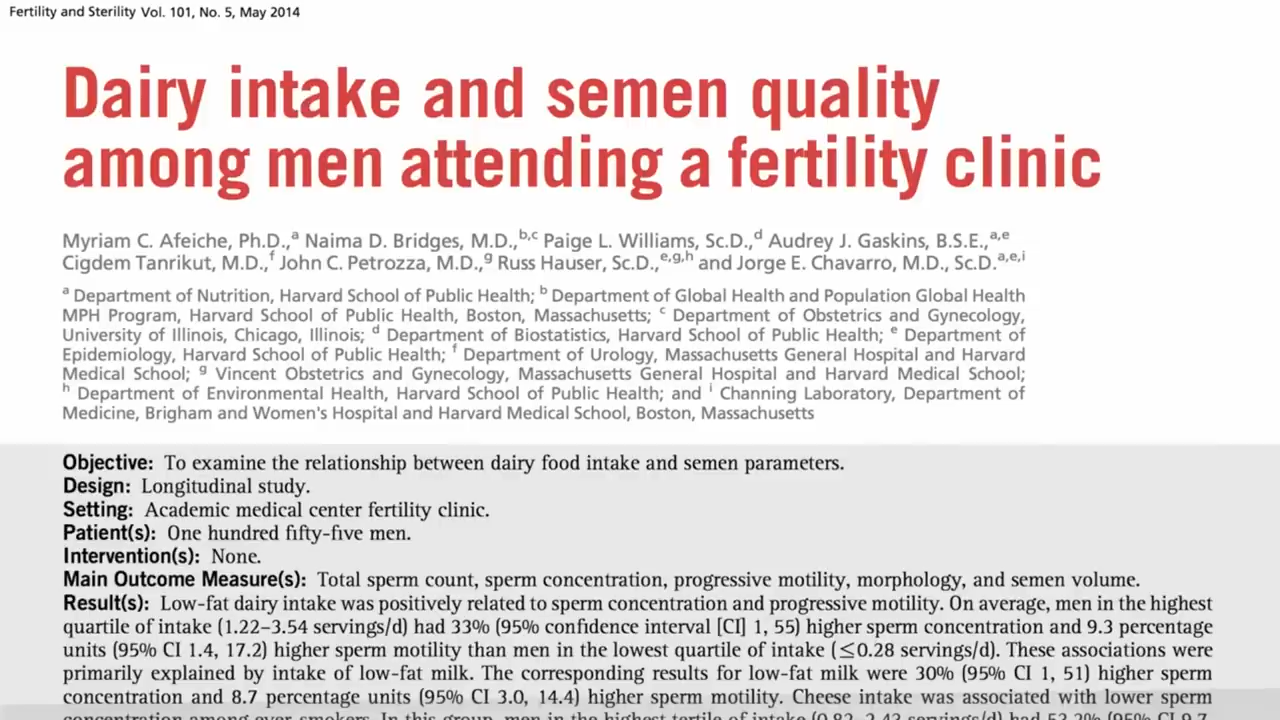 Fertility and Sterility Vol. 101, No. 5, May 2014
Dairy intake and semen quality
among men attending a fertility clinic
Myriam C. Afeiche, Ph.D.,a Naima D. Bridges, M.D.,b,c Paige L. Williams, Sc.D.,d Audrey J. Gaskins, B.S.E.,a,e
Cigdem Tanrikut, M.D.,f John C. Petrozza, M.D.,g Russ Hauser, Sc.D.,e,g,h and Jorge E. Chavarro, M.D., Sc.D.a,e,i
a Department of Nutrition, Harvard School of Public Health; b Department of Global Health and Population Global Health
MPH Program, Harvard School of Public Health, Boston, Massachusetts; c Department of Obstetrics and Gynecology,
University of Illinois, Chicago, Illinois; d Department of Biostatistics, Harvard School of Public Health; e Department of
Epidemiology, Harvard School of Public Health; f Department of Urology, Massachusetts General Hospital and Harvard
Medical School; g Vincent Obstetrics and Gynecology, Massachusetts General Hospital and Harvard Medical School;
h Department of Environmental Health, Harvard School of Public Health; and i Channing Laboratory, Department of
Medicine, Brigham and Women's Hospital and Harvard Medical School, Boston, Massachusetts
Objective: To examine the relationship between dairy food intake and semen parameters.
Design: Longitudinal study.
Setting: Academic medical center fertility clinic.
Patient(s): One hundred fifty-five men.
Intervention(s): None.
Main Outcome Measure(s): Total sperm count, sperm concentration, progressive motility, morphology, and semen volume.
Result(s): Low-fat dairy intake was positively related to sperm concentration and progressive motility. On average, men in the highest
quartile of intake (1.22–3.54 servings/d) had 33% (95% confidence interval [CI] 1, 55) higher sperm concentration and 9.3 percentage
units (95% CI 1.4, 17.2) higher sperm motility than men in the lowest quartile of intake (≤0.28 servings/d). These associations were
primarily explained by intake of low-fat milk. The corresponding results for low-fat milk were 30% (95% CI 1, 51) higher sperm
concentration and 8.7 percentage units (95% CI 3.0, 14.4) higher sperm motility. Cheese intake was associated with lower sperm
concentration among ever-smokers. In this group, men in the highest tertile of intake